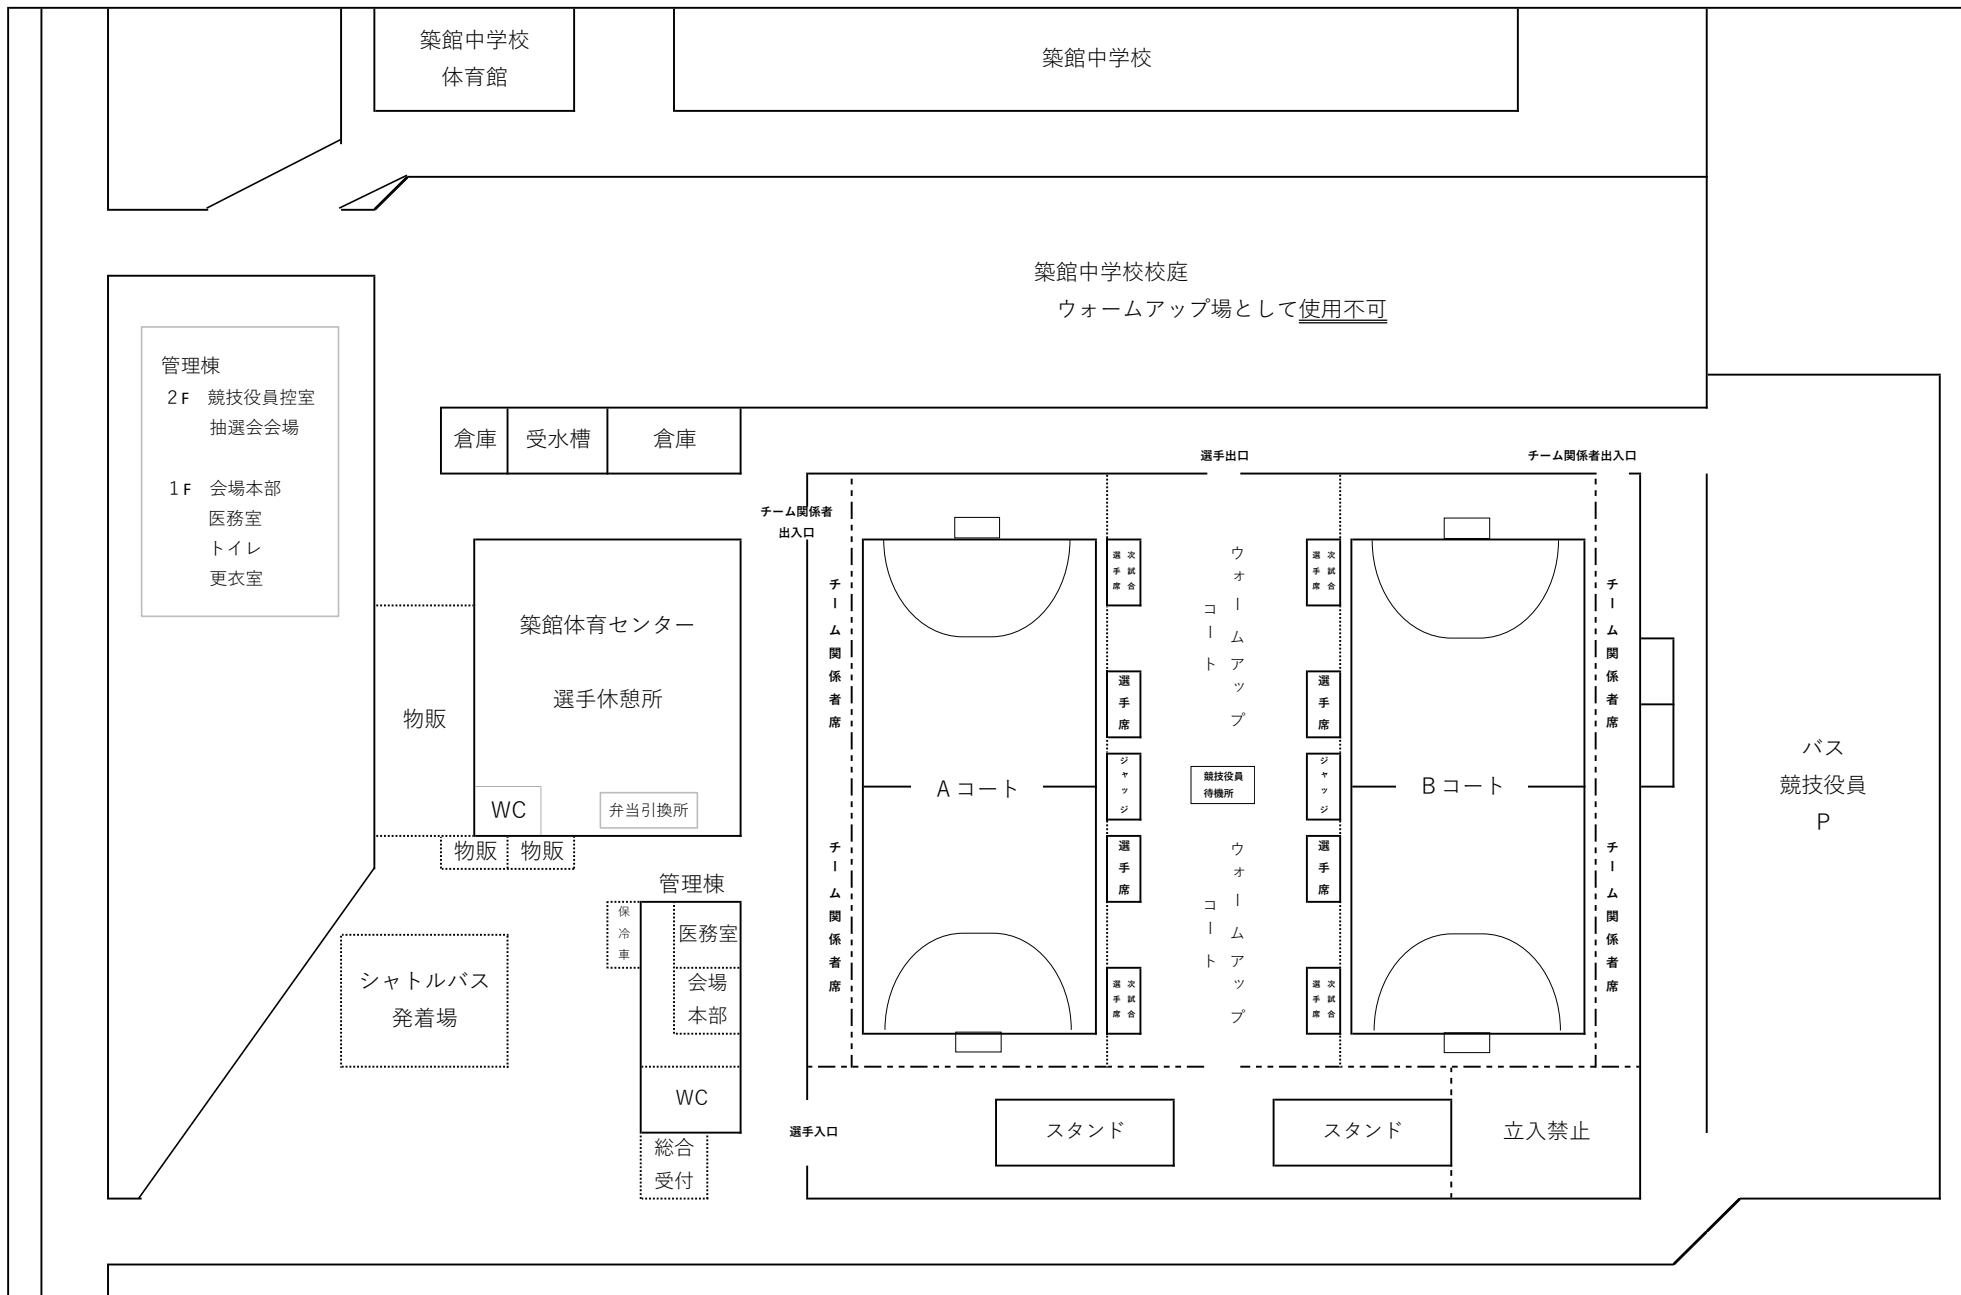 築館中学校
体育館
築館中学校
築館中学校校庭
ウォームアップ場として使用不可
管理棟
2F 競技役員控室
抽選会会場
1F 会場本部
医務室
トイレ
更衣室
倉庫
受水槽
倉庫
選手出口
チーム関係者出入口
チーム関係者
出入口
築館体育センター
選手休憩所
物販
WC
弁当引換所
物販
物販
管理棟
保冷車
医務室
会場
本部
WC
総合
受付
シャトルバス
発着場
チーム関係者席
チーム関係者席
Aコート
次試合
選手席
選手席
ジャッジ
選手席
次試合
選手席
ウォームアップ
コート
競技役員
待機所
ウォームアップ
コート
次試合
選手席
選手席
ジャッジ
選手席
次試合
選手席
Bコート
チーム関係者席
チーム関係者席
バス
競技役員
P
選手入口
スタンド
スタンド
立入禁止